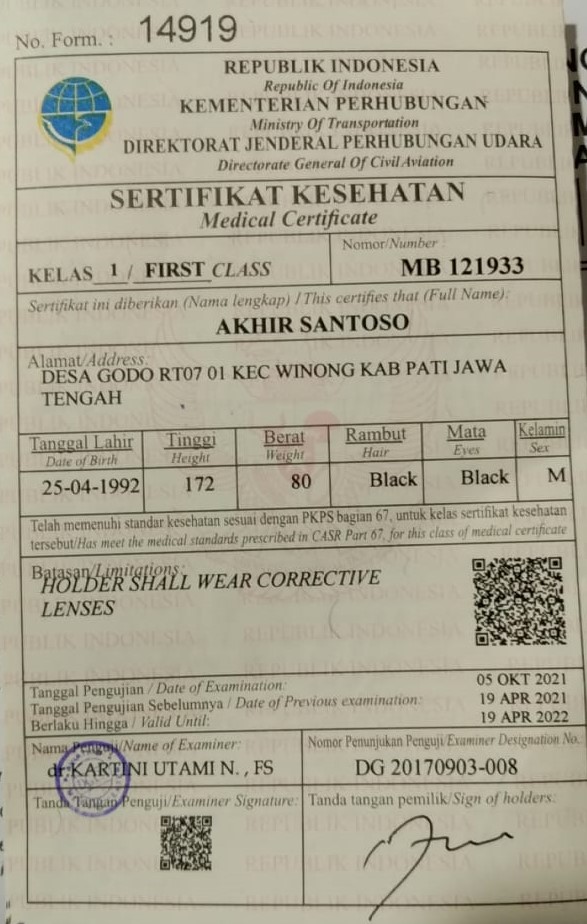 No. Form. : 14919
REPUBLIK INDONESIA
Republic Of Indonesia
KEMENTERIAN PERHUBUNGAN
Ministry Of Transportation
DIREKTORAT JENDERAL PERHUBUNGAN UDARA
Directorate General Of Civil Aviation
SERTIFIKAT KESEHATAN
Medical Certificate
KELAS 1 / FIRST CLASS
Nomor/Number :
MB 121933
Sertifikat ini diberikan (Nama lengkap) / This certifies that (Full Name):
AKHIR SANTOSO
Alamat/Address:
DESA GODO RT07 01 KEC WINONG KAB PATI JAWA
TENGAH
Tanggal Lahir Tinggi Berat Rambut Mata Kelamin
Date of Birth Height Weight Hair Eyes Sex
25-04-1992 172 80 Black Black M
Telah memenuhi standar kesehatan sesuai dengan PKPS bagian 67, untuk kelas sertifikat kesehatan
tersebut/Has meet the medical standards prescribed in CASR Part 67, for this class of medical certificate
Batasan/Limitations:
HOLDER SHALL WEAR CORRECTIVE
LENSES
Tanggal Pengujian / Date of Examination: 05 OKT 2021
Tanggal Pengujian Sebelumnya / Date of Previous examination: 19 APR 2021
Berlaku Hingga / Valid Until: 19 APR 2022
Nama Penguji/Name of Examiner:
dr.KARTINI UTAMI N. , FS
Nomor Penunjukan Penguji/Examiner Designation No.:
DG 20170903-008
Tanda Tangan Penguji/Examiner Signature:
Tanda tangan pemilik/Sign of holders: